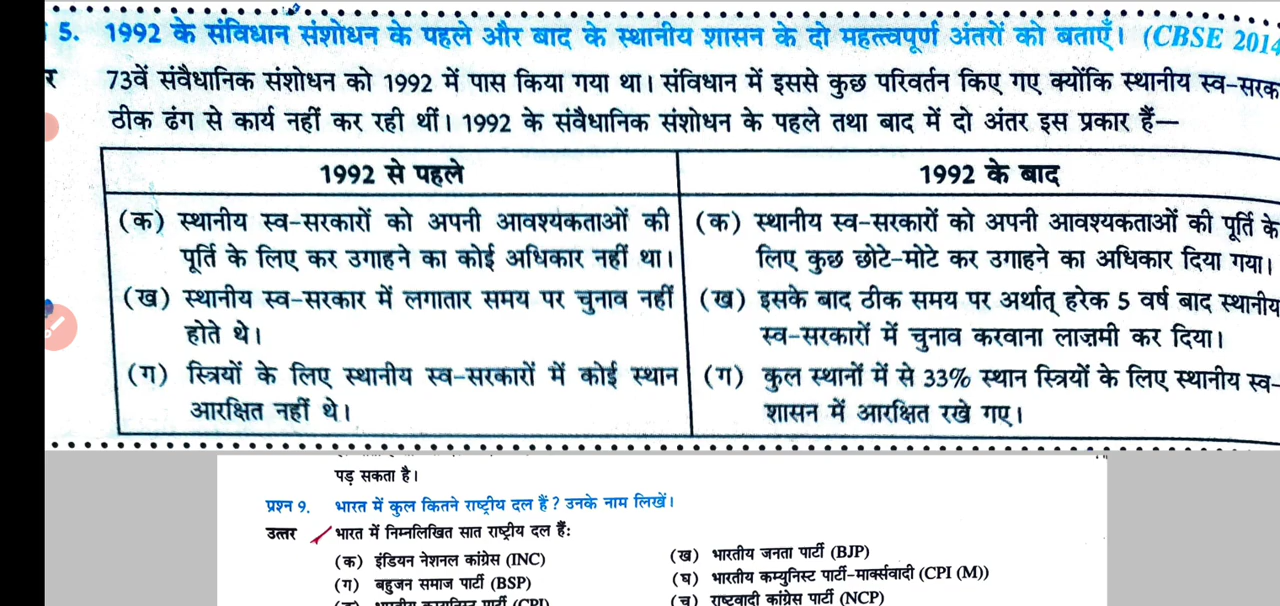 5. 1992 के संविधान संशोधन के पहले और बाद के स्थानीय शासन के दो महत्त्वपूर्ण अंतरों को बताएँ। (CBSE 2014
73वें संवैधानिक संशोधन को 1992 में पास किया गया था। संविधान में इससे कुछ परिवर्तन किए गए क्योंकि स्थानीय स्व-सरक
ठीक ढंग से कार्य नहीं कर रही थीं। 1992 के संवैधानिक संशोधन के पहले तथा बाद में दो अंतर इस प्रकार हैं—
1992 से पहले
(क) स्थानीय स्व-सरकारों को अपनी आवश्यकताओं की
पूर्ति के लिए कर उगाहने का कोई अधिकार नहीं था।
(ख) स्थानीय स्व-सरकार में लगातार समय पर चुनाव नहीं
होते थे।
(ग) स्त्रियों के लिए स्थानीय स्व-सरकारों में कोई स्थान
आरक्षित नहीं थे।
1992 के बाद
(क) स्थानीय स्व-सरकारों को अपनी आवश्यकताओं की पूर्ति के
लिए कुछ छोटे-मोटे कर उगाहने का अधिकार दिया गया।
(ख) इसके बाद ठीक समय पर अर्थात् हरेक 5 वर्ष बाद स्थानीय
स्व-सरकारों में चुनाव करवाना लाज़मी कर दिया।
(ग) कुल स्थानों में से 33% स्थान स्त्रियों के लिए स्थानीय स्व-
शासन में आरक्षित रखे गए।
पड़ सकता है।
प्रश्न 9. भारत में कुल कितने राष्ट्रीय दल हैं? उनके नाम लिखें।
उत्तर भारत में निम्नलिखित सात राष्ट्रीय दल हैं:
(क) इंडियन नेशनल कांग्रेस (INC) (ख) भारतीय जनता पार्टी (BJP)
(ग) बहुजन समाज पार्टी (BSP) (घ) भारतीय कम्युनिस्ट पार्टी-मार्क्सवादी (CPI (M))
(च) राष्ट्रवादी कांग्रेस पार्टी (NCP)